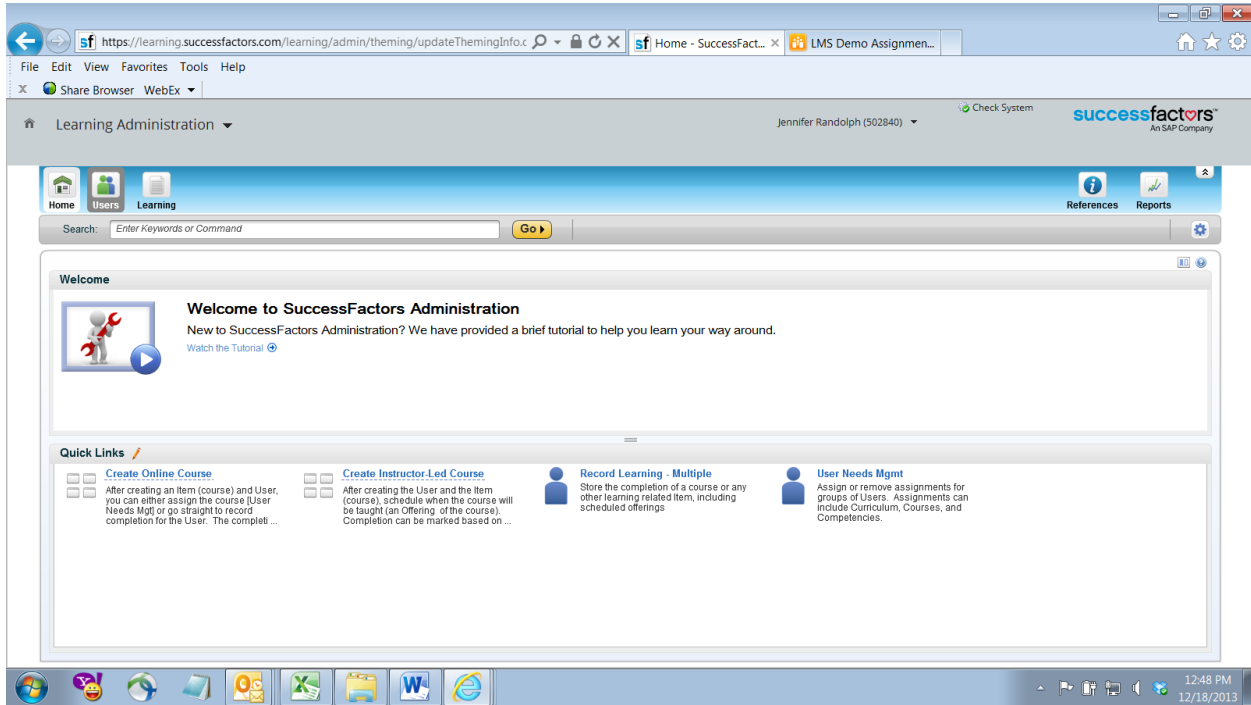 https://learning.successfactors.com/learning/admin/theming/updateThemingInfo.c
Home - SuccessFact...
LMS Demo Assignmen...
File Edit View Favorites Tools Help
x Share Browser WebEx
Learning Administration
Jennifer Randolph (502840)
Check System
successfactors™
An SAP Company
Home Users Learning
References Reports
Search: Enter Keywords or Command Go
Welcome
Welcome to SuccessFactors Administration
New to SuccessFactors Administration? We have provided a brief tutorial to help you learn your way around.
Watch the Tutorial
Quick Links
Create Online Course
After creating an Item (course) and User,
you can either assign the course [User
Needs Mgt] or go straight to record
completion for the User. The completi ...
Create Instructor-Led Course
After creating the User and the Item
(course), schedule when the course will
be taught (an Offering of the course).
Completion can be marked based on ...
Record Learning - Multiple
Store the completion of a course or any
other learning related Item, including
scheduled offerings
User Needs Mgmt
Assign or remove assignments for
groups of Users. Assignments can
include Curriculum, Courses, and
Competencies.
12:48 PM
12/18/2013